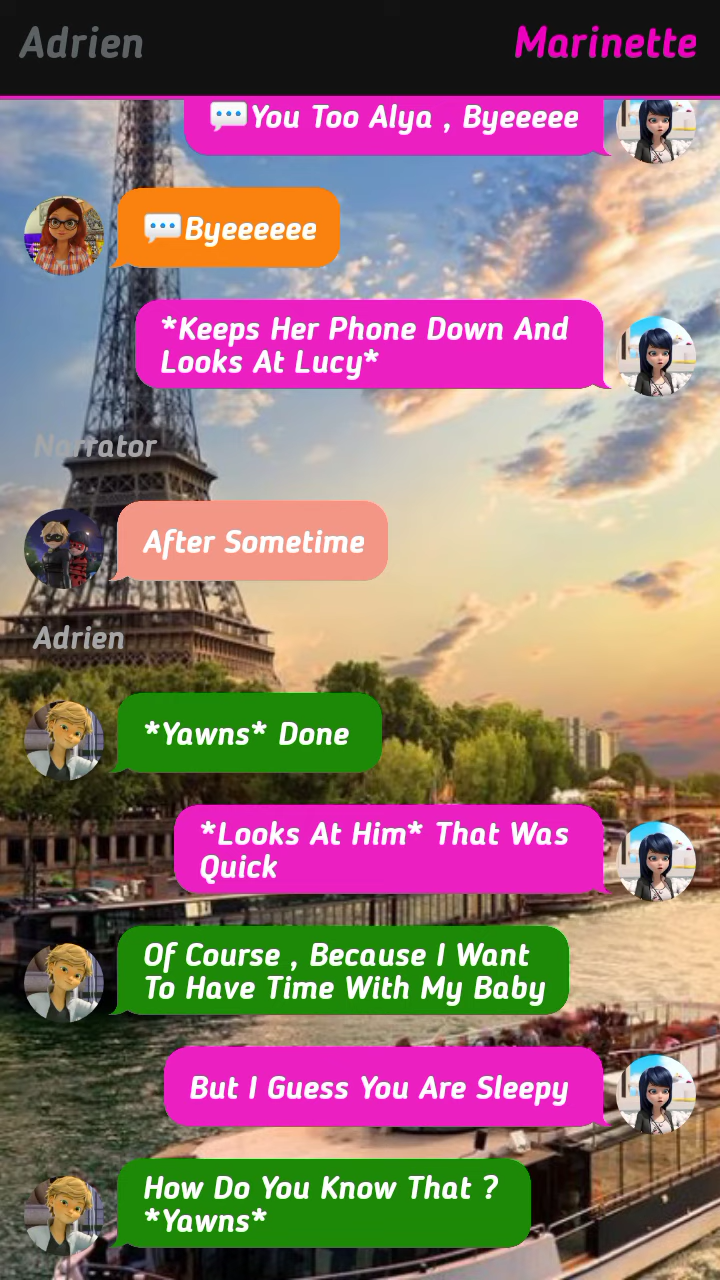 Adrien Marinette
💬You Too Alya , Byeeeee
💬Byeeeeee
*Keeps Her Phone Down And
Looks At Lucy*
Narrator
After Sometime
Adrien
*Yawns* Done
*Looks At Him* That Was
Quick
Of Course , Because I Want
To Have Time With My Baby
But I Guess You Are Sleepy
How Do You Know That ?
*Yawns*